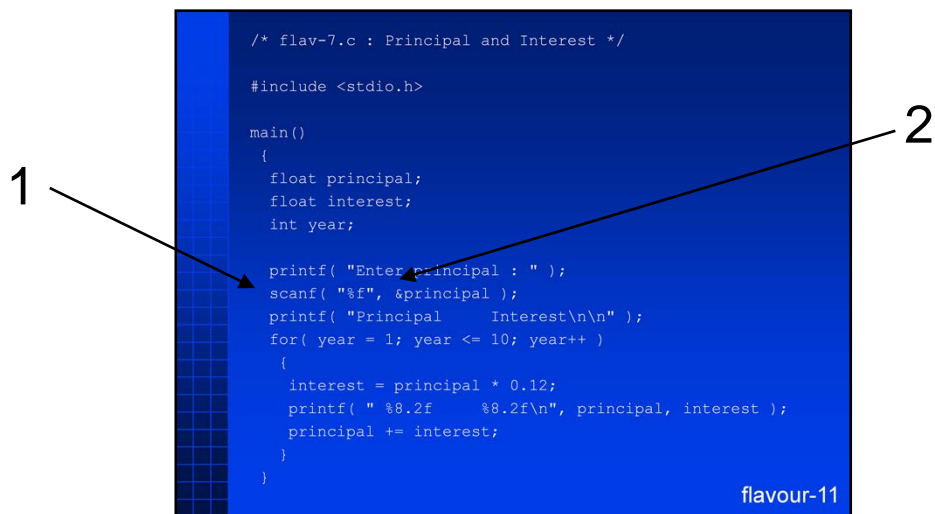 /* flav-7.c : Principal and Interest */
#include <stdio.h>
main()
{
float principal;
float interest;
int year;
printf( "Enter principal : " );
scanf( "%f", &principal );
printf( "Principal     Interest\n\n" );
for( year = 1; year <= 10; year++ )
{
interest = principal * 0.12;
printf( " %8.2f     %8.2f\n", principal, interest );
principal += interest;
}
}
flavour-11
1
2